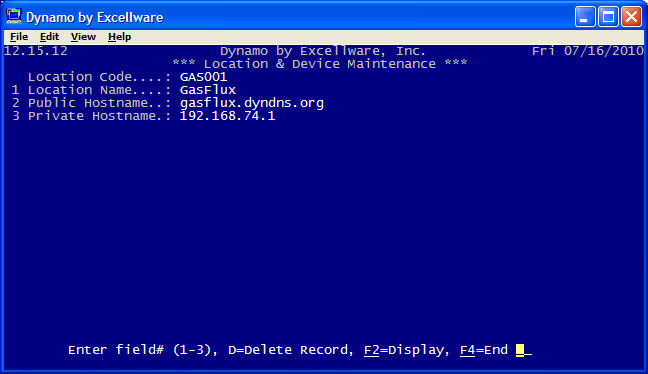 Dynamo by Excellware
File Edit View Help
12.15.12 Dynamo by Excellware, Inc. Fri 07/16/2010
*** Location & Device Maintenance ***
Location Code....: GAS001
1 Location Name....: GasFlux
2 Public Hostname..: gasflux.dyndns.org
3 Private Hostname.: 192.168.74.1
Enter field# (1-3), D=Delete Record, F2=Display, F4=End